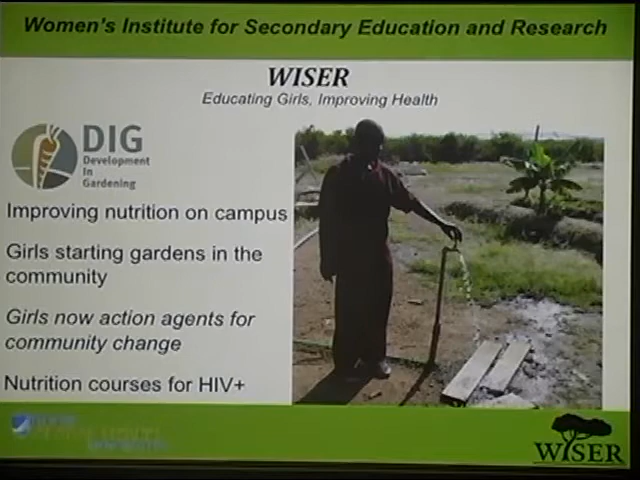 Women's Institute for Secondary Education and Research
WISER
Educating Girls, Improving Health
DIG
Development
In
Gardening
Improving nutrition on campus
Girls starting gardens in the
community
Girls now action agents for
community change
Nutrition courses for HIV+
WISER